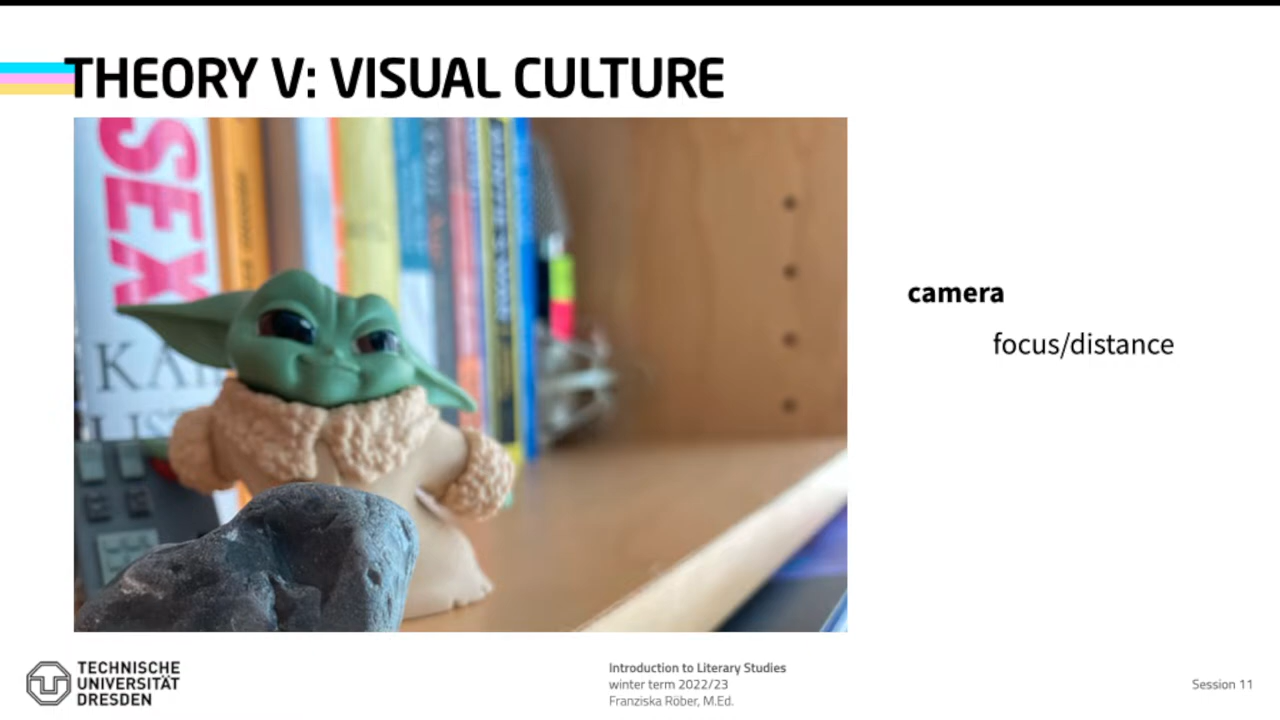 THEORY V: VISUAL CULTURE
SEX
camera
focus/distance
TECHNISCHE
UNIVERSITÄT
DRESDEN
Introduction to Literary Studies
winter term 2022/23
Franziska Röber, M.Ed.
Session 11